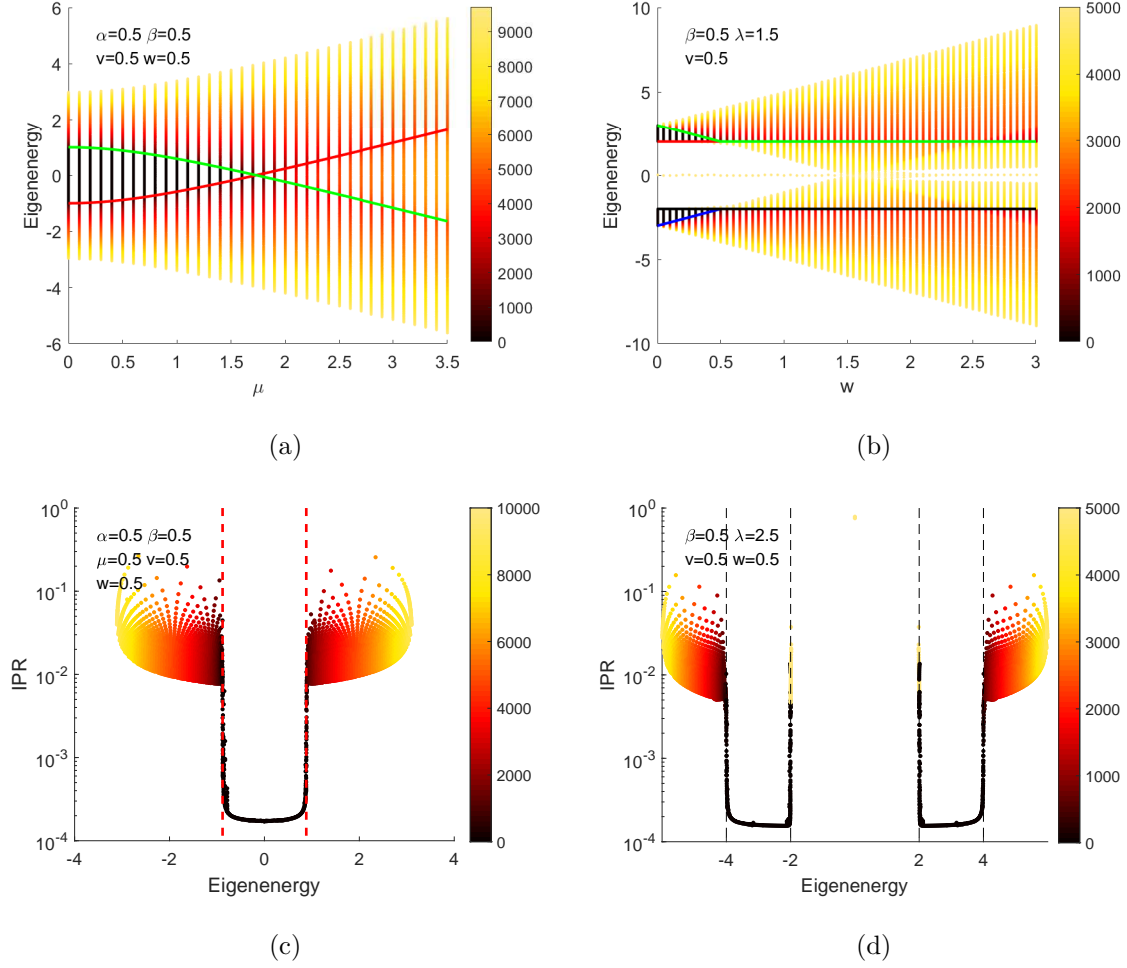 α=0.5 β=0.5
v=0.5 w=0.5
Eigenenergy
6
4
2
0
-2
-4
-6
0 0.5 1 1.5 2 2.5 3 3.5
μ
9000
8000
7000
6000
5000
4000
3000
2000
1000
0
(a)
β=0.5 λ=1.5
v=0.5
Eigenenergy
10
5
0
-5
-10
0 0.5 1 1.5 2 2.5 3
w
5000
4000
3000
2000
1000
0
(b)
α=0.5 β=0.5
μ=0.5 v=0.5
w=0.5
IPR
10^0
10^-1
10^-2
10^-3
10^-4
-4 -2 0 2 4
Eigenenergy
10000
8000
6000
4000
2000
0
(c)
β=0.5 λ=2.5
v=0.5 w=0.5
IPR
10^0
10^-1
10^-2
10^-3
10^-4
-4 -2 0 2 4
Eigenenergy
5000
4000
3000
2000
1000
0
(d)